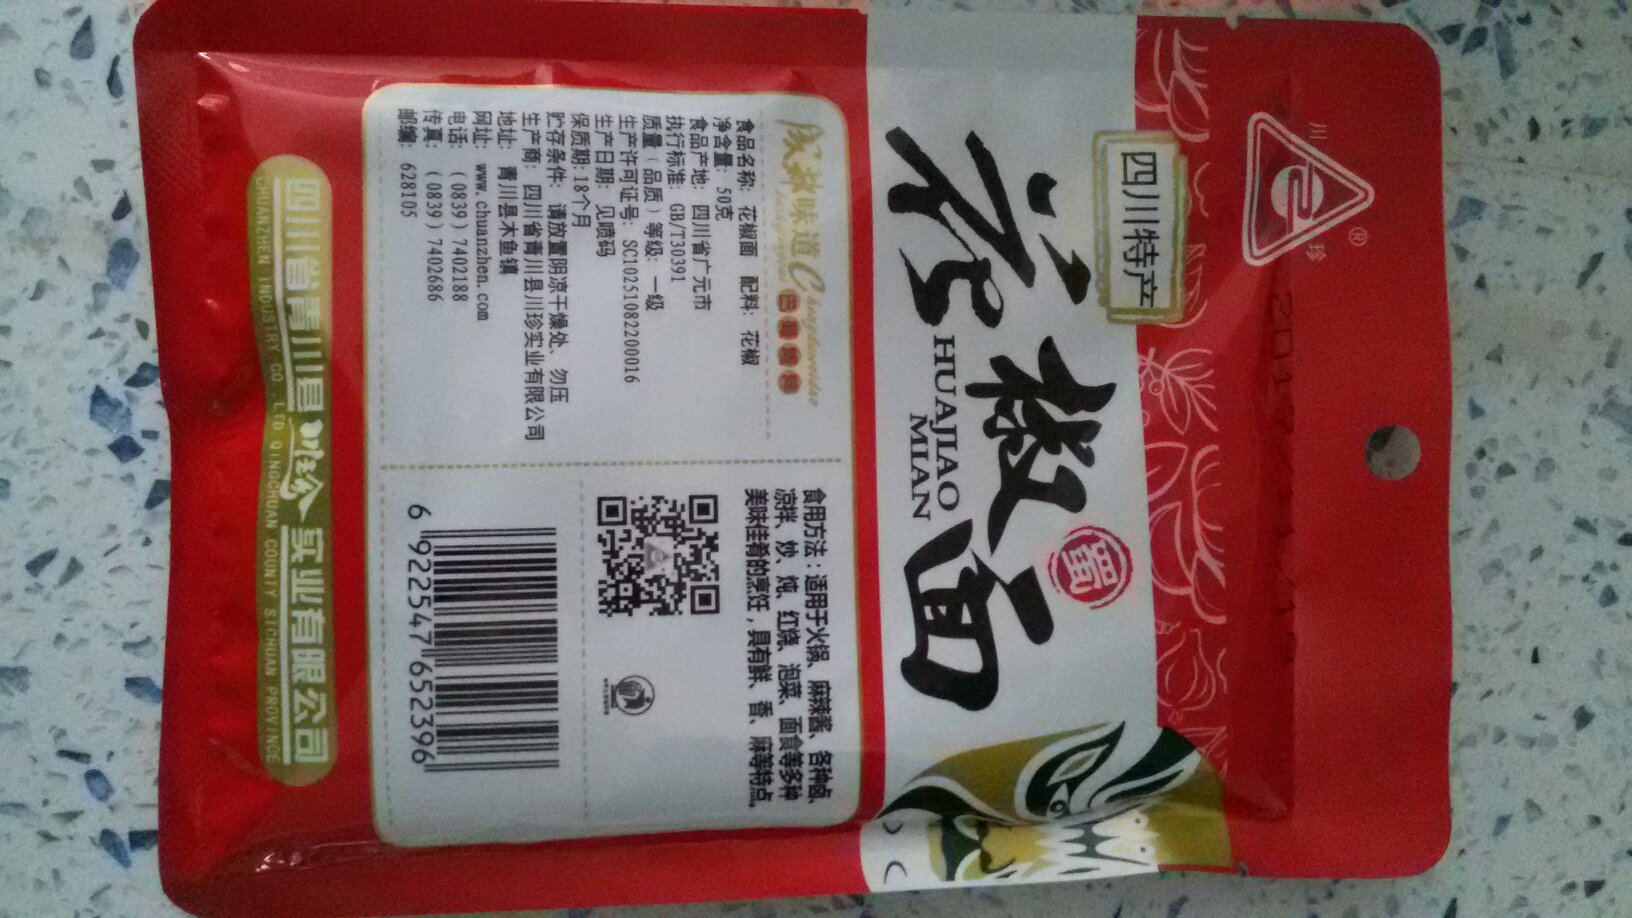 川 珍
®
四川特产
花椒面
HUAJIAO
MIAN
蜀
成都味道
Chengduweidao
食品名称: 花椒面 配料: 花椒
净含量: 50克
食品产地: 四川省广元市
执行标准: GB/T30391
质量(品质)等级: 一级
生产许可证号: SC10251082200016
生产日期: 见喷码
保质期:18个月
贮存条件: 请放置阴凉干燥处、勿压
生产商: 四川省青川县川珍实业有限公司
地址: 青川县木鱼镇
网址: www.chuanzhen.com
电话: (0839)7402188
传真: (0839)7402686
邮编: 628105
食用方法:适用于火锅、麻辣酱、各种卤、
凉拌、炒、炖、红烧、泡菜、面食等多种
美味佳肴的烹饪,具有鲜、香、麻等特点。
6 922547 652396
四川省青川县川珍实业有限公司
CHUANZHEN INDUSTRY CO., LTD QINGCHUAN COUNTY SICHUAN PROVINCE